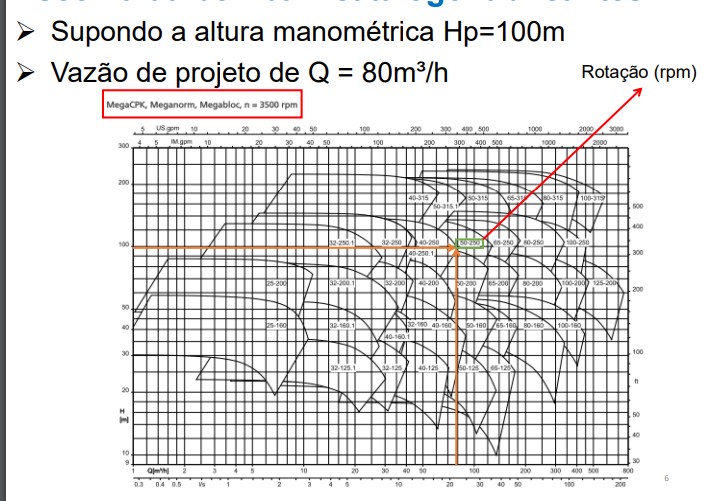 ➢ Supondo a altura manométrica Hp=100m
➢ Vazão de projeto de Q = 80m³/h
Rotação (rpm)
MegaCPK, Meganorm, Megabloc, n = 3500 rpm
5 US.gpm 10 20 30 40 50 100 200 300 400 500 1000 2000 3000
4 5 IM.gpm 10 20 30 40 50 100 200 300 400 500 1000 2000
300
200
40-315 50-315 65-315 80-315 100-315
50-315.1
500
400
32-250.1 32-250 40-250 50-250 65-250 80-250 100-250
100
40-250.1
300
25-200 32-200.1 32-200 40-200 50-200 65-200 80-200 100-200 125-200
200
50
25-160 32-160.1 32-160 40-160 50-160 65-160 80-160 100-160
40
40-160.1
30
100
32-125.1 32-125 40-125 50-125 65-125
ft
20
H
[m]
50
40
10
9
30
1 Q[m³/h] 2 3 4 5 10 20 30 40 50 100 200 300 400 500 800
0.3 0.4 0.5 l/s 1 2 3 4 5 10 20 30 40 50 100 200
6